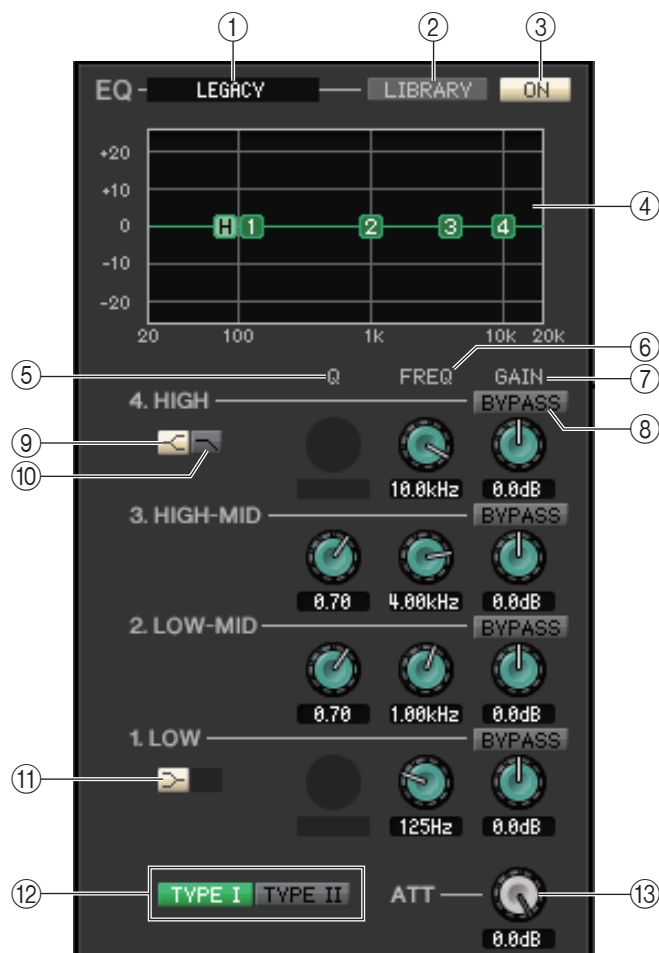 ① ② ③
EQ LEGACY LIBRARY ON
+20
+10
0
-10
-20
H 1 2 3 4
④
20 100 1k 10k 20k
⑤ Q FREQ ⑥ GAIN ⑦
4. HIGH BYPASS ⑧
⑨
⑩
10.0kHz 0.0dB
3. HIGH-MID BYPASS
0.70 4.00kHz 0.0dB
2. LOW-MID BYPASS
0.70 1.00kHz 0.0dB
1. LOW BYPASS
⑪
125Hz 0.0dB
⑫ TYPE I TYPE II ATT ⑬
0.0dB